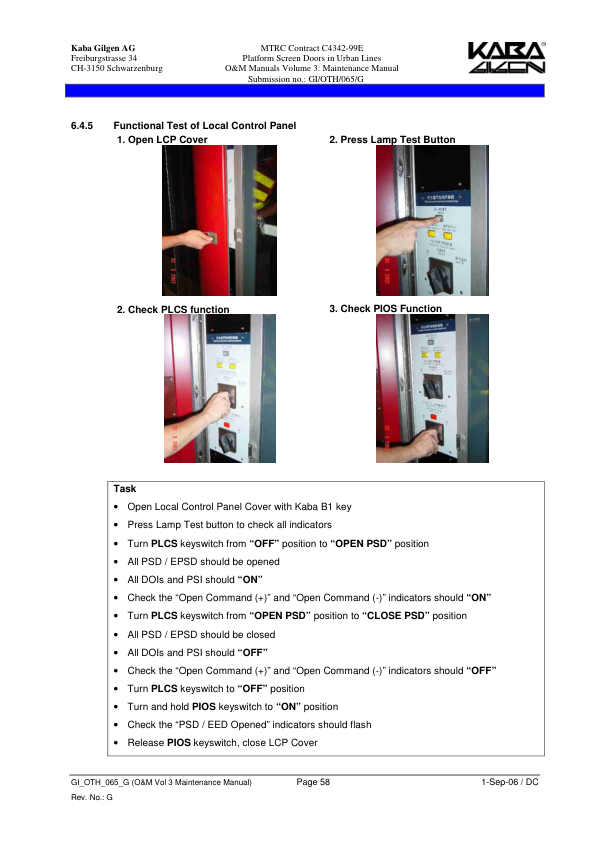 Kaba Gilgen AG
Freiburgstrasse 34
CH-3150 Schwarzenburg
MTRC Contract C4342-99E
Platform Screen Doors in Urban Lines
O&M Manuals Volume 3: Maintenance Manual
Submission no.: GI/OTH/065/G
KABA®
GILGEN
6.4.5 Functional Test of Local Control Panel
1. Open LCP Cover
2. Press Lamp Test Button
2. Check PLCS function
3. Check PIOS Function
Task
• Open Local Control Panel Cover with Kaba B1 key
• Press Lamp Test button to check all indicators
• Turn PLCS keyswitch from “OFF” position to “OPEN PSD” position
• All PSD / EPSD should be opened
• All DOIs and PSI should “ON”
• Check the “Open Command (+)” and “Open Command (-)” indicators should “ON”
• Turn PLCS keyswitch from “OPEN PSD” position to “CLOSE PSD” position
• All PSD / EPSD should be closed
• All DOIs and PSI should “OFF”
• Check the “Open Command (+)” and “Open Command (-)” indicators should “OFF”
• Turn PLCS keyswitch to “OFF” position
• Turn and hold PIOS keyswitch to “ON” position
• Check the “PSD / EED Opened” indicators should flash
• Release PIOS keyswitch, close LCP Cover
GI_OTH_065_G (O&M Vol 3 Maintenance Manual)
Page 58
1-Sep-06 / DC
Rev. No.: G